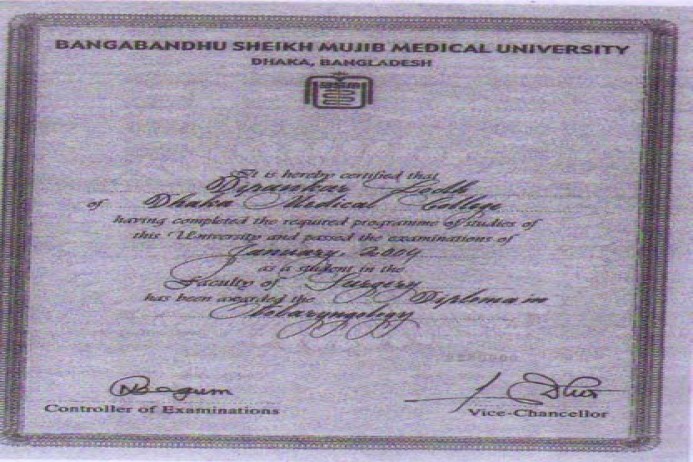 BANGABANDHU SHEIKH MUJIB MEDICAL UNIVERSITY
DHAKA, BANGLADESH
It is hereby certified that
Dipankar Lodh
of Dhaka Medical College
having completed the required programme of studies of
this University and passed the examinations of
January, 2009
as a student in the
Faculty of Surgery
has been awarded the Diploma in
Controller of Examinations
Vice-Chancellor